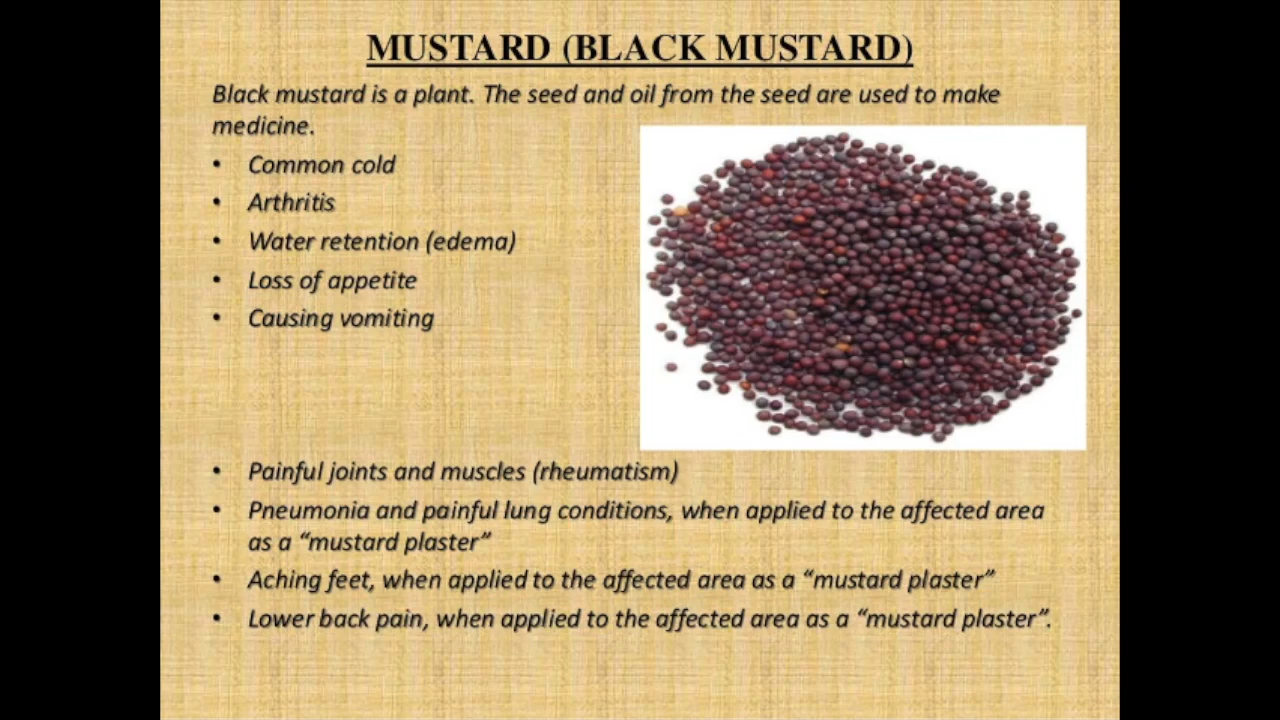 MUSTARD (BLACK MUSTARD)
Black mustard is a plant. The seed and oil from the seed are used to make
medicine.
• Common cold
• Arthritis
• Water retention (edema)
• Loss of appetite
• Causing vomiting
• Painful joints and muscles (rheumatism)
• Pneumonia and painful lung conditions, when applied to the affected area
as a “mustard plaster”
• Aching feet, when applied to the affected area as a “mustard plaster”
• Lower back pain, when applied to the affected area as a “mustard plaster”.